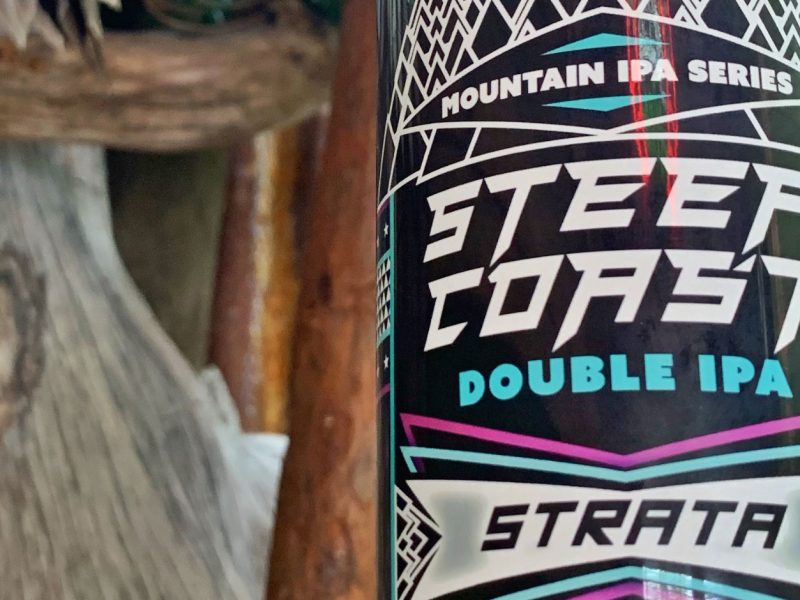 MOUNTAIN IPA SERIES
STEEP
COAST
DOUBLE IPA
STRATA